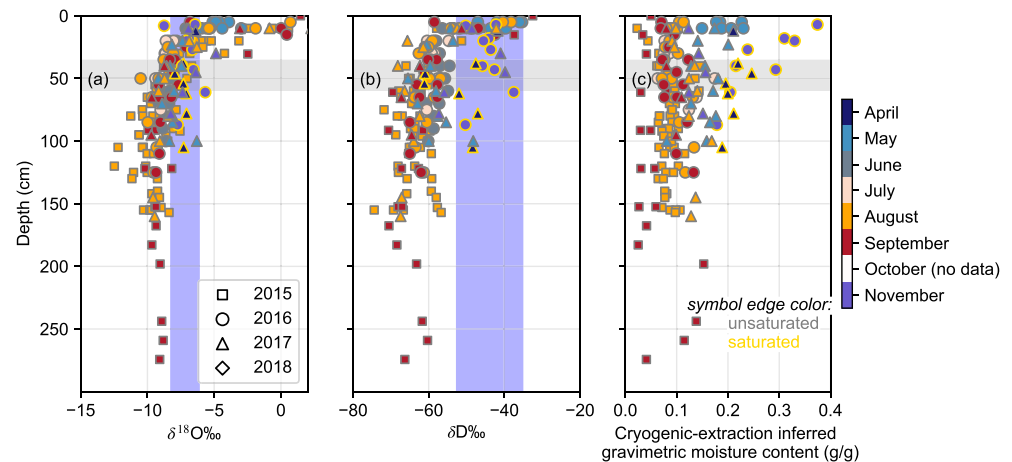 0
50
100
150
200
250
Depth (cm)
(a)
−15
−10
−5
0
δ¹⁸O‰
2015
2016
2017
2018
(b)
−80
−60
−40
−20
δD‰
(c)
0.0
0.1
0.2
0.3
0.4
Cryogenic-extraction inferred
gravimetric moisture content (g/g)
symbol edge color:
unsaturated
saturated
April
May
June
July
August
September
October (no data)
November